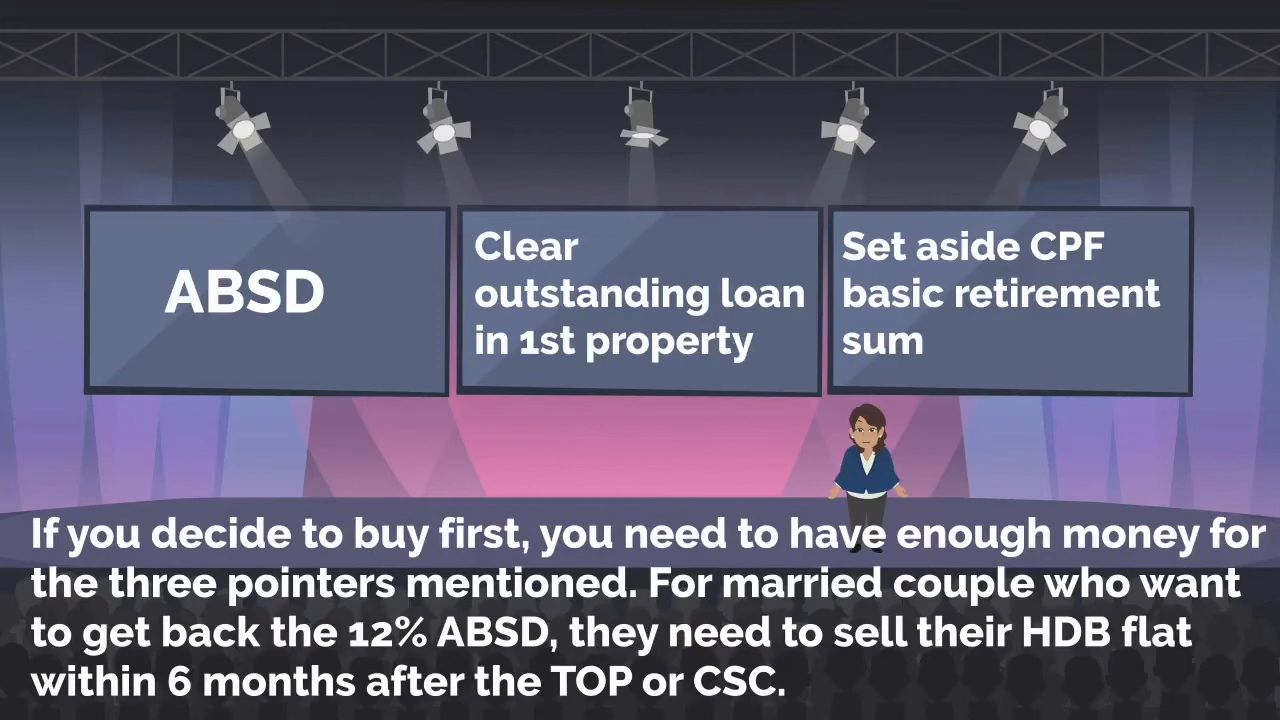 ABSD
Clear
outstanding loan
in 1st property
Set aside CPF
basic retirement
sum
If you decide to buy first, you need to have enough money for
the three pointers mentioned. For married couple who want
to get back the 12% ABSD, they need to sell their HDB flat
within 6 months after the TOP or CSC.